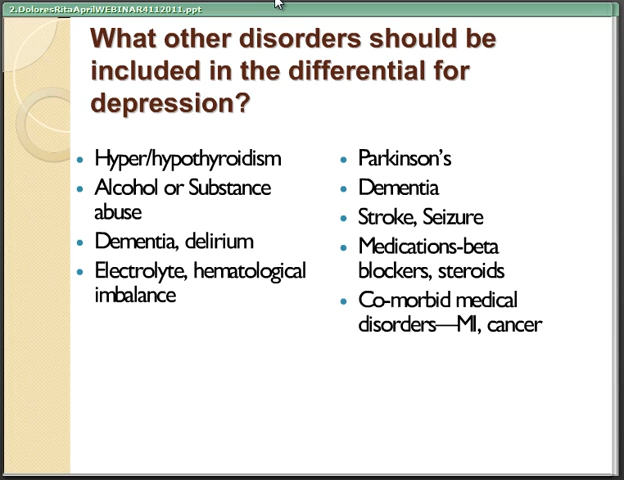 2.DoloresRitaAprilWEBINAR4112011.ppt
What other disorders should be
included in the differential for
depression?
• Hyper/hypothyroidism
• Alcohol or Substance
abuse
• Dementia, delirium
• Electrolyte, hematological
imbalance
• Parkinson's
• Dementia
• Stroke, Seizure
• Medications-beta
blockers, steroids
• Co-morbid medical
disorders—MI, cancer